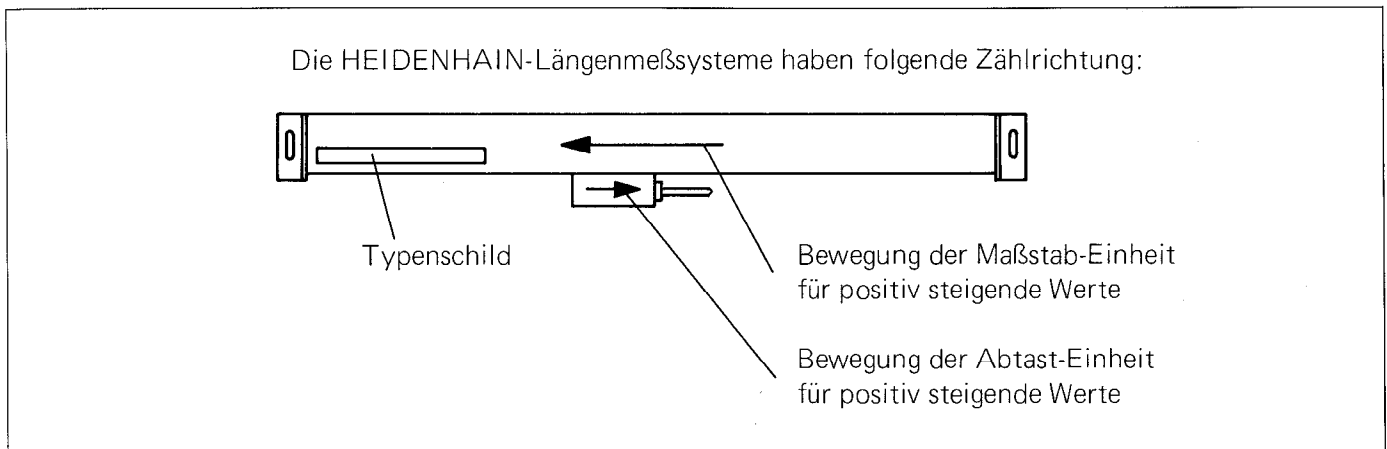 Die HEIDENHAIN-Längenmeßsysteme haben folgende Zählrichtung:
Typenschild
Bewegung der Maßstab-Einheit
für positiv steigende Werte
Bewegung der Abtast-Einheit
für positiv steigende Werte